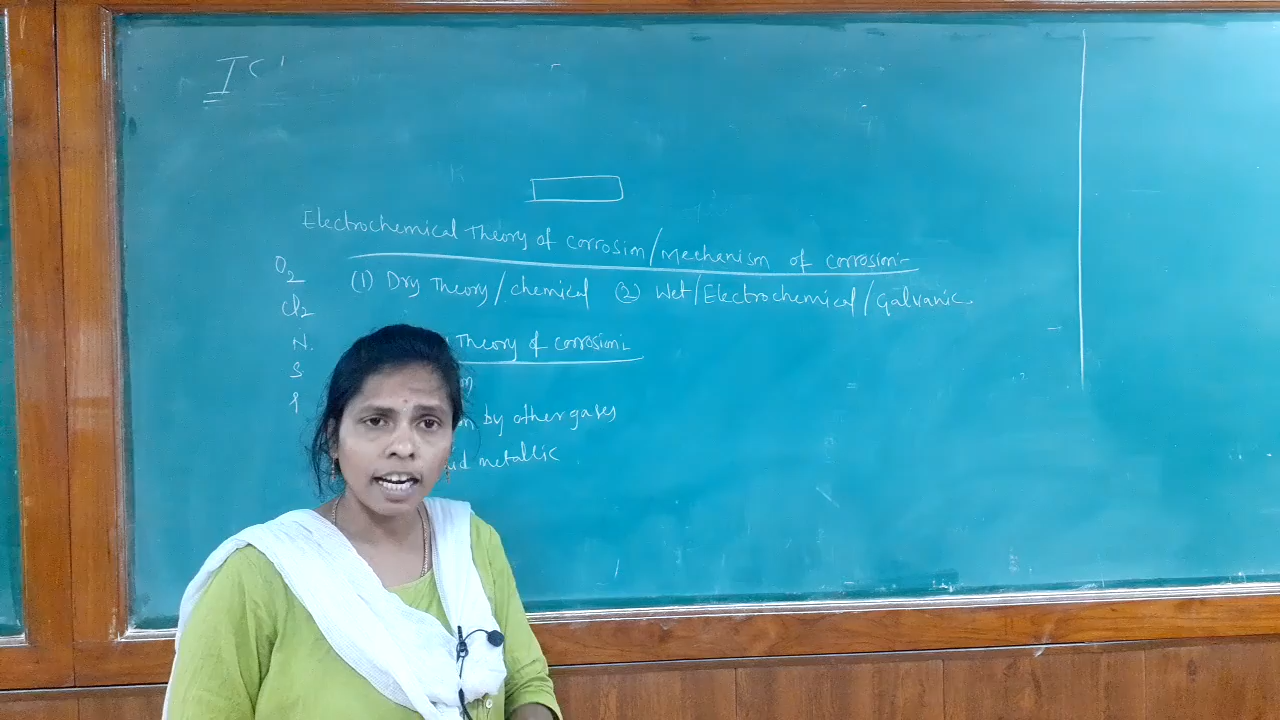 IC
Electrochemical Theory of corrosion/Mechanism of corrosion:-
O2 (1) Dry Theory/chemical (2) Wet/Electrochemical/Galvanic
Cl2
N. Theory of corrosion:-
S
by other gases
metallic